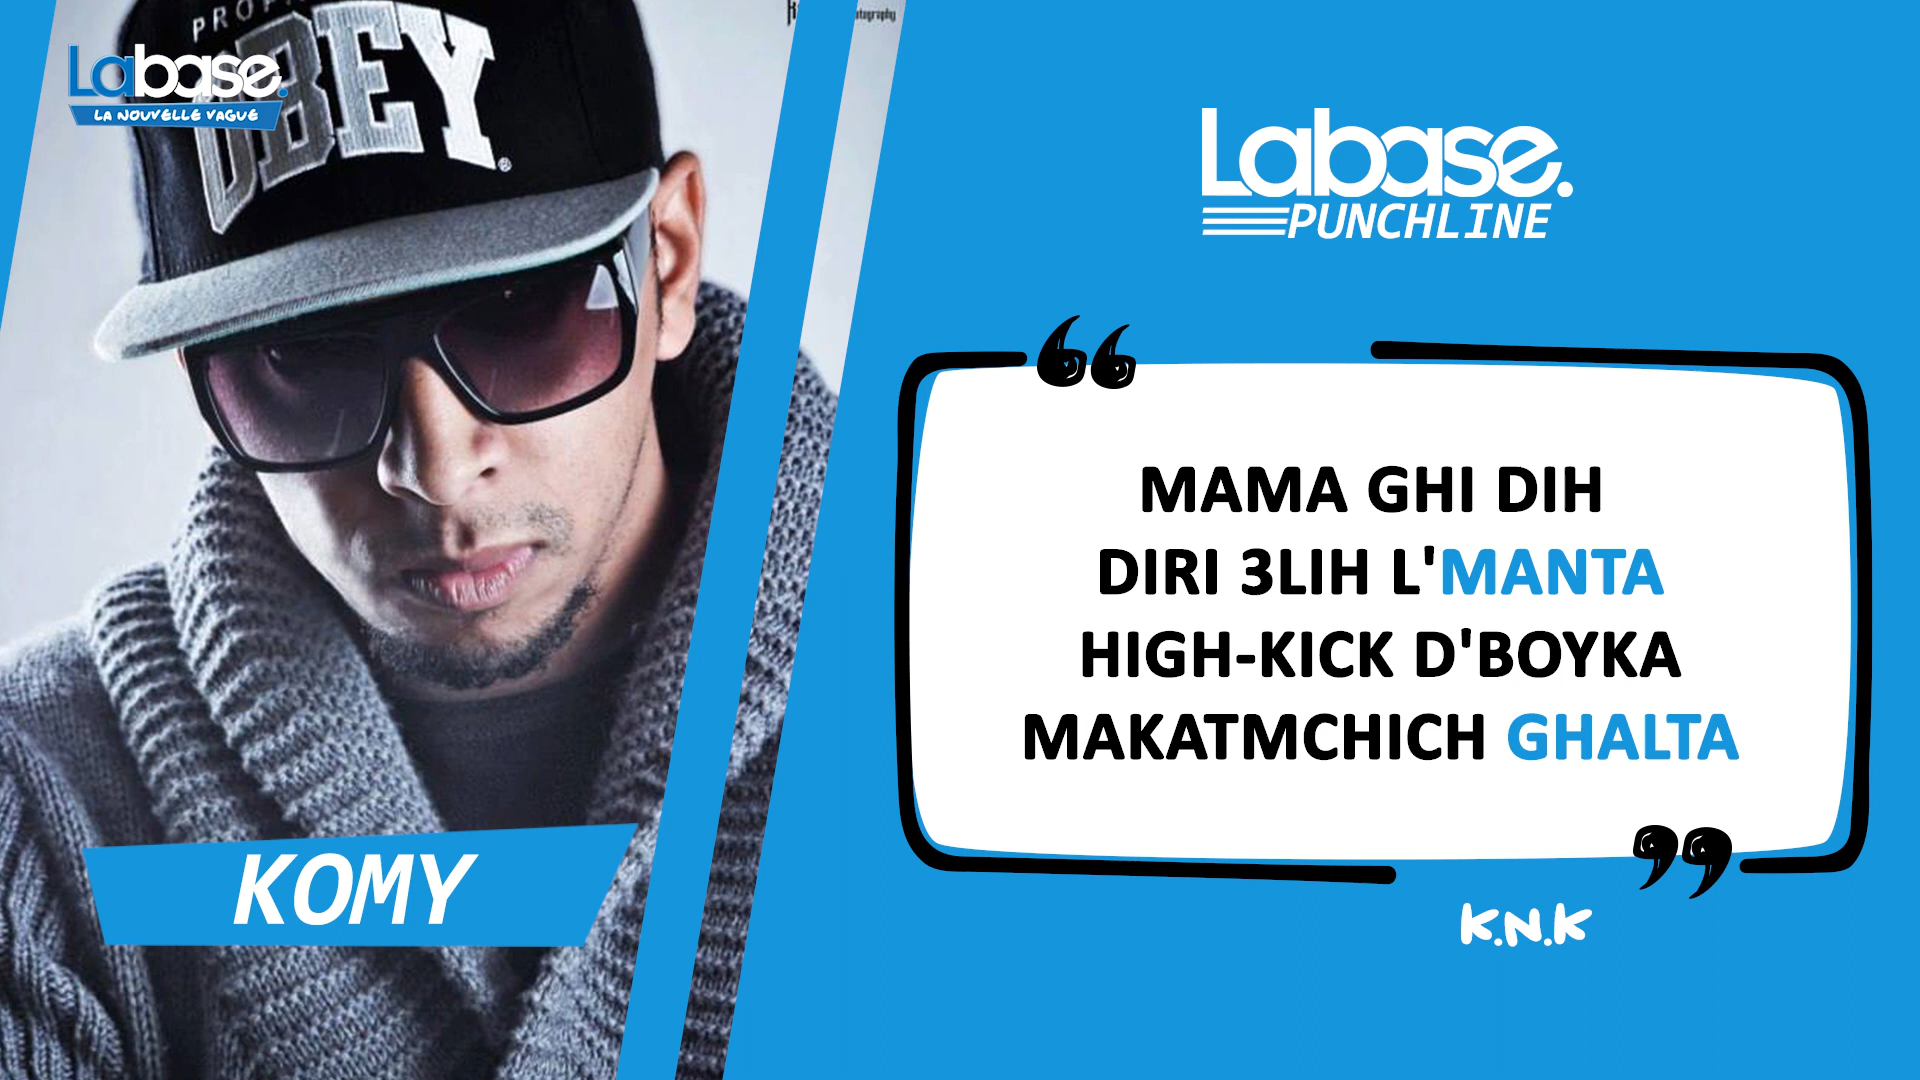 OBEY
®
Labase.
LA NOUVELLE VAGUE
KOMY
Labase.
PUNCHLINE
MAMA GHI DIH
DIRI 3LIH L'MANTA
HIGH-KICK D'BOYKA
MAKATMCHICH GHALTA
K.N.K